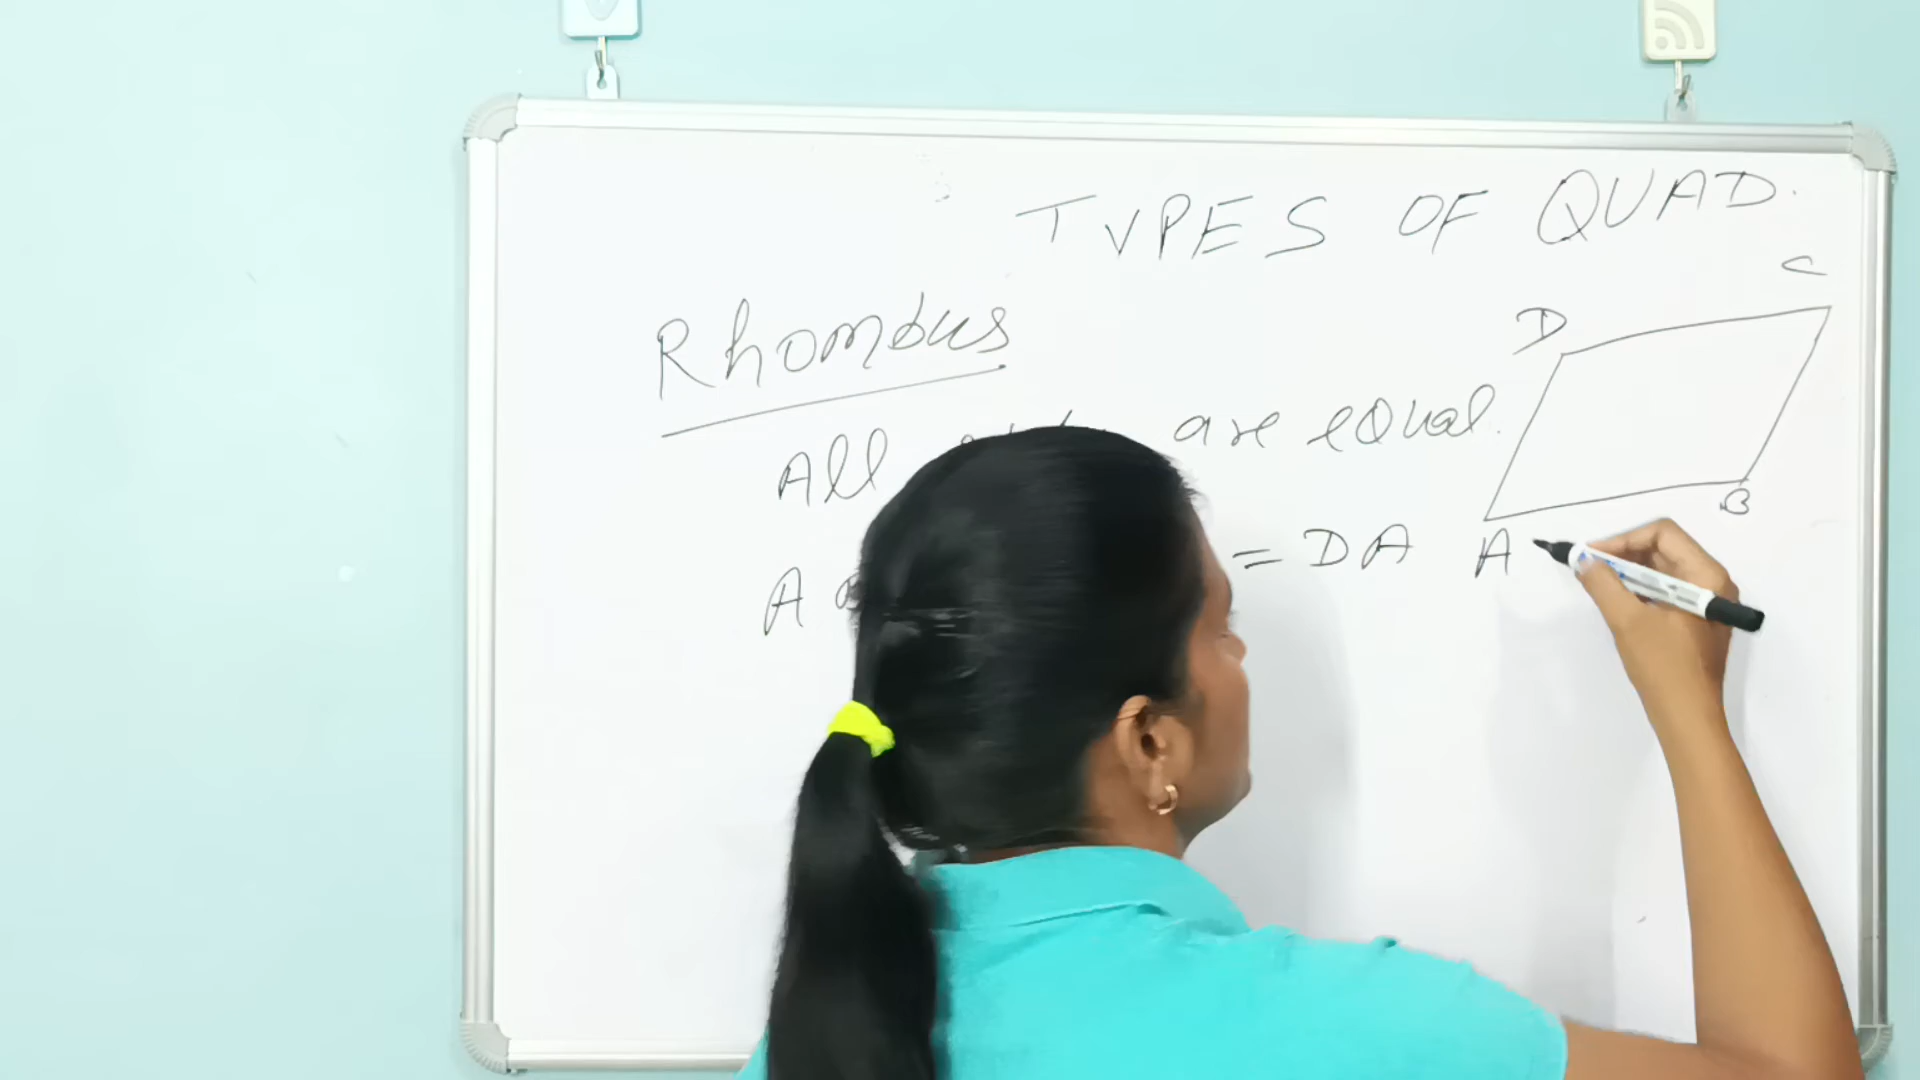 TYPES OF QUAD.
Rhombus
All are equal.
A = DA
D C
A B